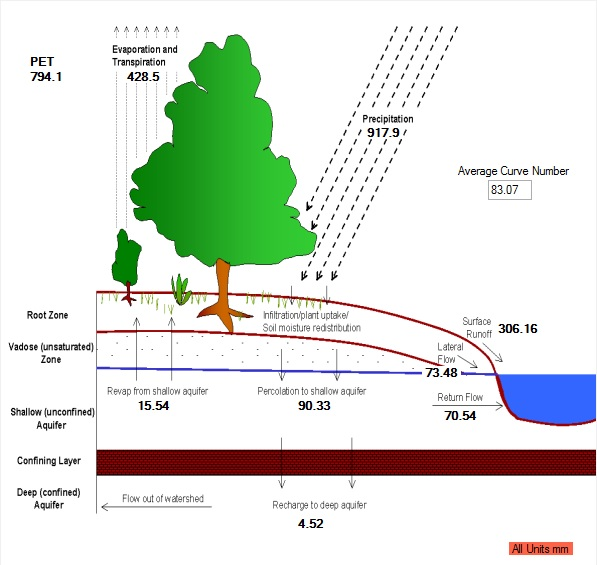 PET
794.1
Evaporation and
Transpiration
428.5
Precipitation
917.9
Average Curve Number
83.07
Root Zone
Infiltration/plant uptake/
Soil moisture redistribution
Surface
Runoff
306.16
Vadose (unsaturated)
Zone
Lateral
Flow
73.48
Revap from shallow aquifer
15.54
Percolation to shallow aquifer
90.33
Return Flow
70.54
Shallow (unconfined)
Aquifer
Confining Layer
Deep (confined)
Aquifer
Flow out of watershed
Recharge to deep aquifer
4.52
All Units mm